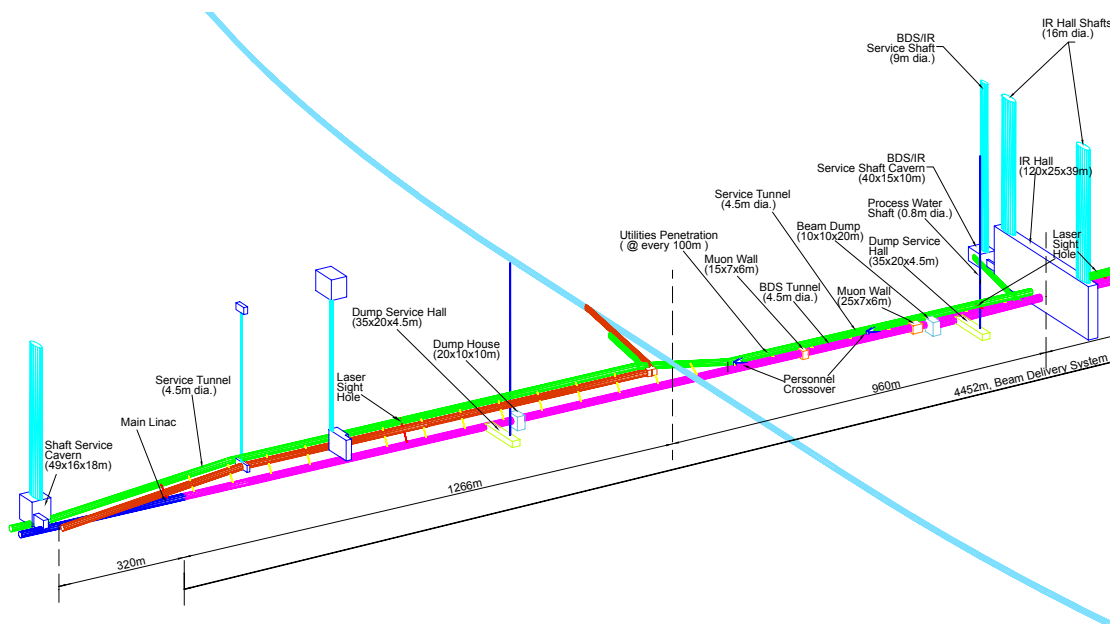 IR Hall Shafts
(16m dia.)
BDS/IR
Service Shaft
(9m dia.)
BDS/IR
Service Shaft Cavern
(40x15x10m)
IR Hall
(120x25x39m)
Service Tunnel
(4.5m dia.)
Process Water
Shaft (0.8m dia.)
Beam Dump
(10x10x20m)
Dump Service
Hall
(35x20x4.5m)
Laser
Sight
Hole
Utilities Penetration
( @ every 100m )
Muon Wall
(15x7x6m)
BDS Tunnel
(4.5m dia.)
Muon Wall
(25x7x6m)
Dump Service Hall
(35x20x4.5m)
Dump House
(20x10x10m)
Laser
Sight
Hole
Service Tunnel
(4.5m dia.)
Main Linac
Personnel
Crossover
960m
4452m, Beam Delivery System
Shaft Service
Cavern
(49x16x18m)
1266m
320m